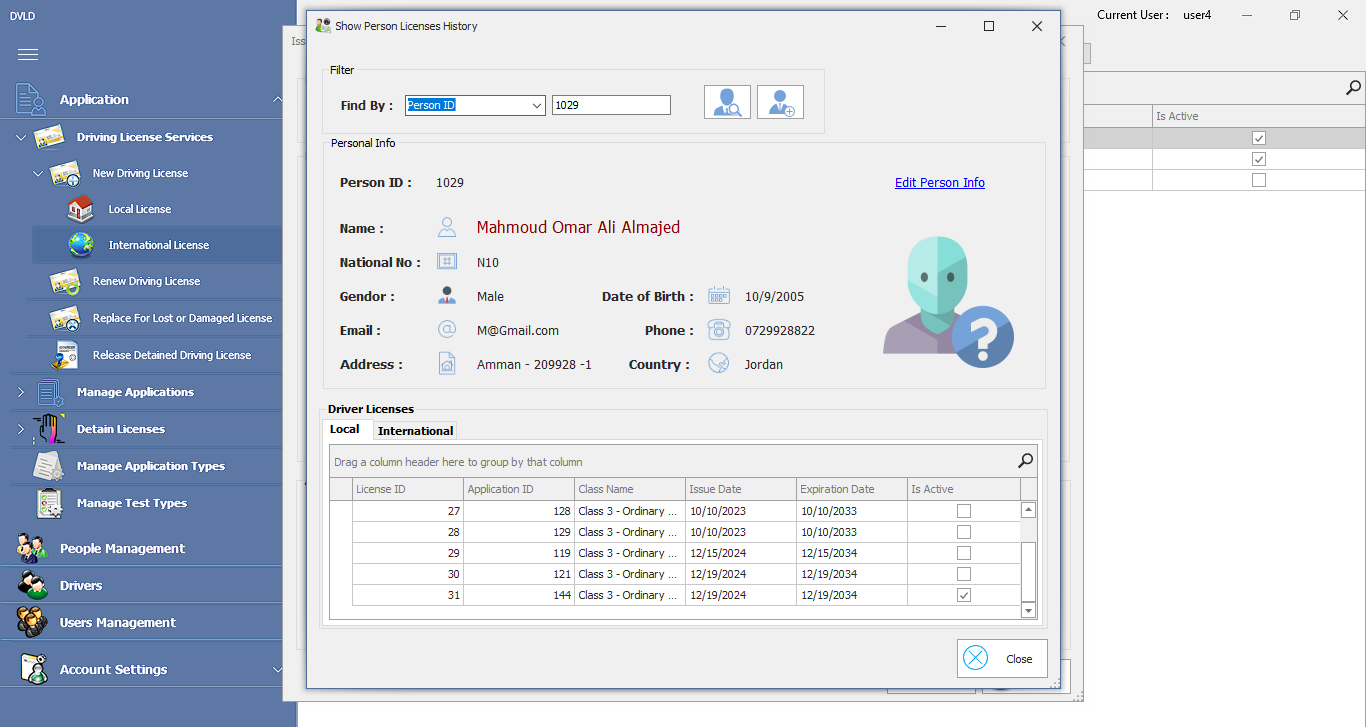 DVLD
Application
Driving License Services
New Driving License
Local License
International License
Renew Driving License
Replace For Lost or Damaged License
Release Detained Driving License
Manage Applications
Detain Licenses
Manage Application Types
Manage Test Types
People Management
Drivers
Users Management
Account Settings
Current User : user4
Is Active
Iss
Show Person Licenses History
Filter
Find By : Person ID 1029
Personal Info
Person ID : 1029
Edit Person Info
Name : Mahmoud Omar Ali Almajed
National No : N10
Gendor : Male Date of Birth : 10/9/2005
Email : M@Gmail.com Phone : 0729928822
Address : Amman - 209928 -1 Country : Jordan
Driver Licenses
Local International
Drag a column header here to group by that column
License ID Application ID Class Name Issue Date Expiration Date Is Active
27 128 Class 3 - Ordinary ... 10/10/2023 10/10/2033
28 129 Class 3 - Ordinary ... 10/10/2023 10/10/2033
29 119 Class 3 - Ordinary ... 12/15/2024 12/15/2034
30 121 Class 3 - Ordinary ... 12/19/2024 12/19/2034
31 144 Class 3 - Ordinary ... 12/19/2024 12/19/2034
Close